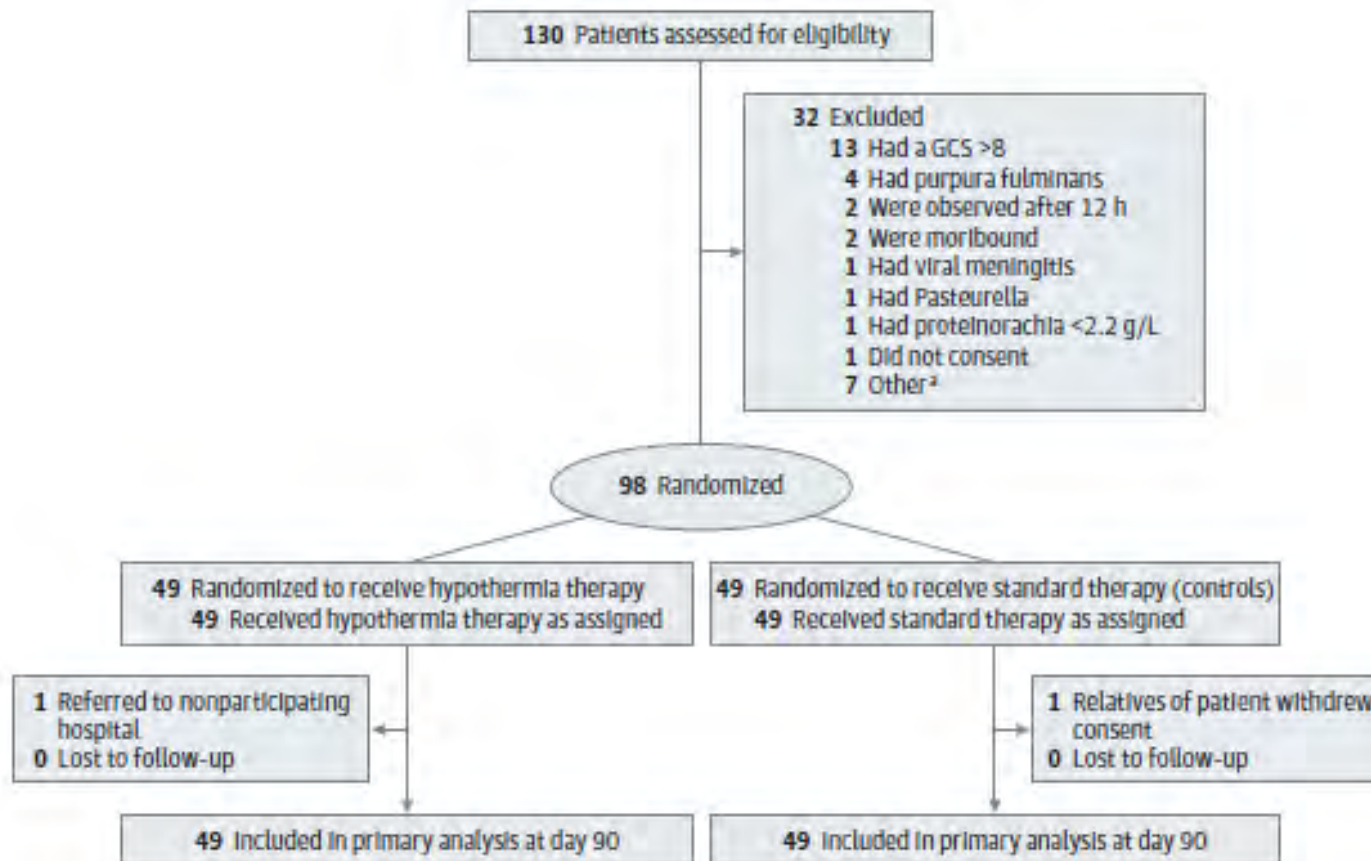 130 Patients assessed for eligibility
32 Excluded
13 Had a GCS >8
4 Had purpura fulminans
2 Were observed after 12 h
2 Were moribound
1 Had viral meningitis
1 Had Pasteurella
1 Had proteinorachia <2.2 g/L
1 Did not consent
7 Other a
98 Randomized
49 Randomized to receive hypothermia therapy
49 Received hypothermia therapy as assigned
49 Randomized to receive standard therapy (controls)
49 Received standard therapy as assigned
1 Referred to nonparticipating
hospital
0 Lost to follow-up
1 Relatives of patient withdrew
consent
0 Lost to follow-up
49 Included in primary analysis at day 90
49 Included in primary analysis at day 90